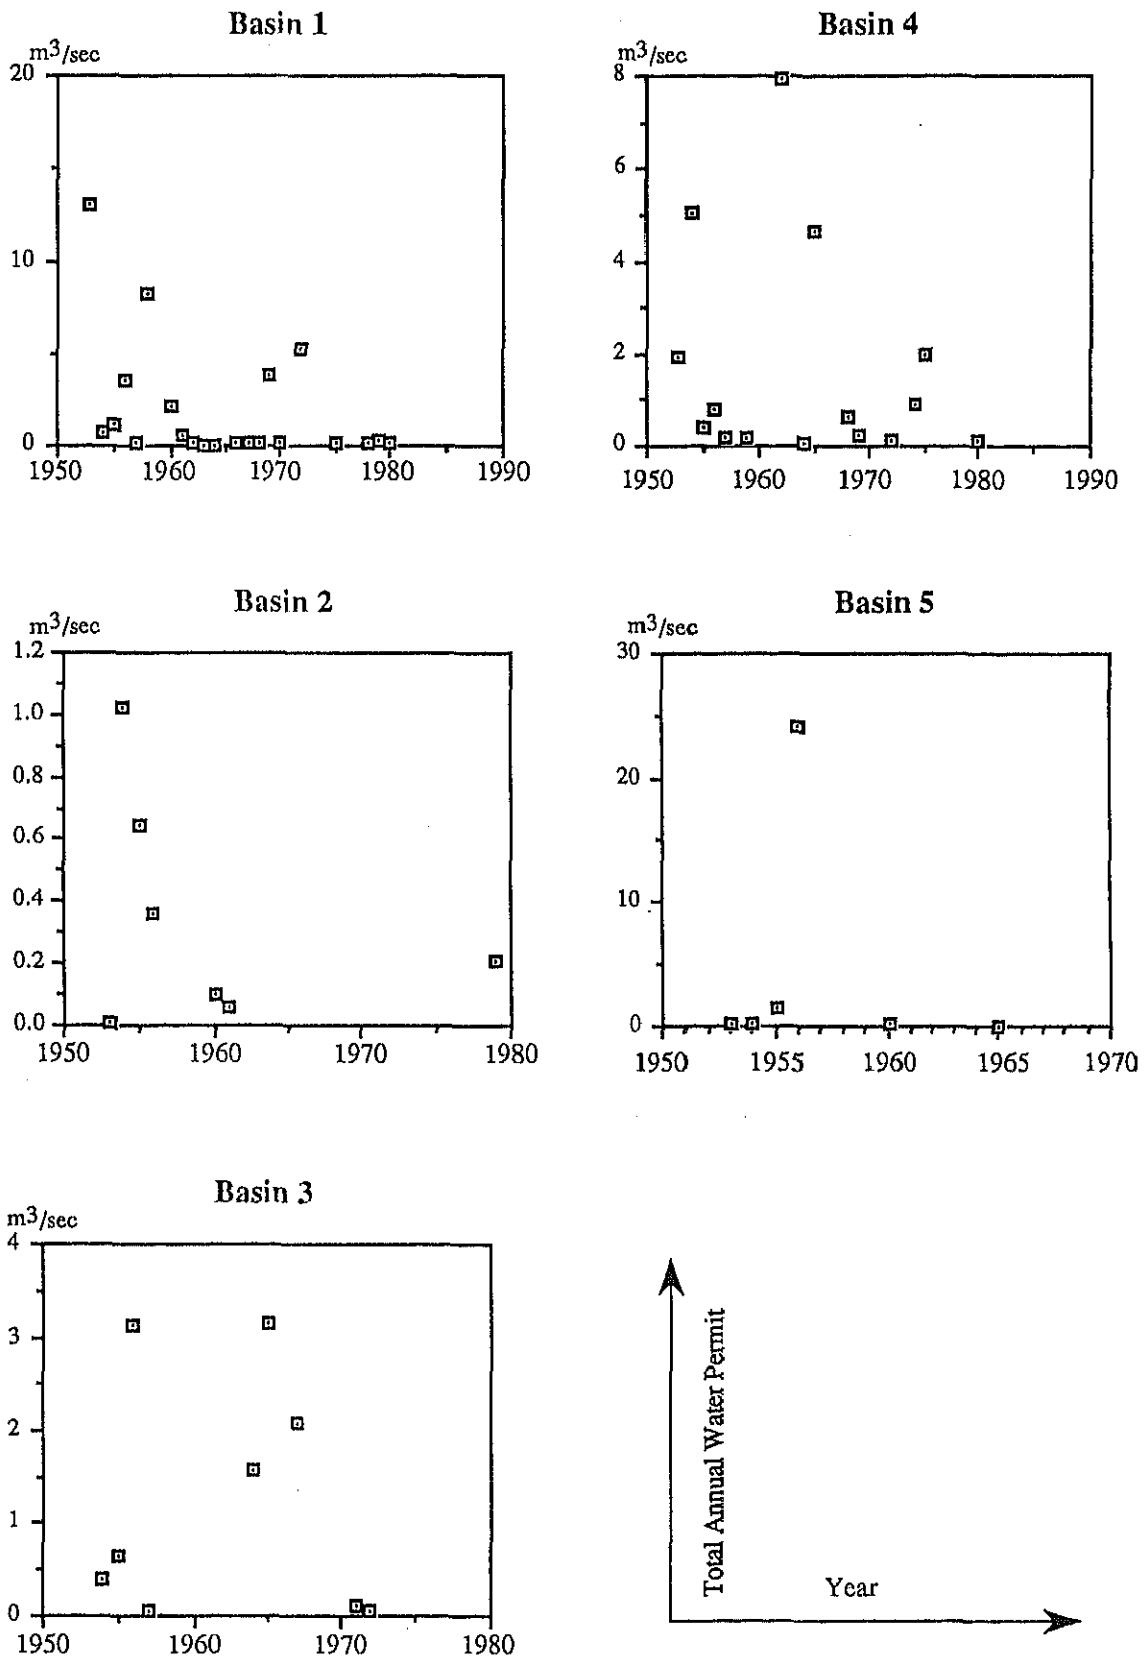 Basin 1
m3/sec
20
10
0
1950 1960 1970 1980 1990
Basin 4
m3/sec
8
6
4
2
0
1950 1960 1970 1980 1990
Basin 2
m3/sec
1.2
1.0
0.8
0.6
0.4
0.2
0.0
1950 1960 1970 1980
Basin 5
m3/sec
30
20
10
0
1950 1955 1960 1965 1970
Basin 3
m3/sec
4
3
2
1
0
1950 1960 1970 1980
Total Annual Water Permit
Year